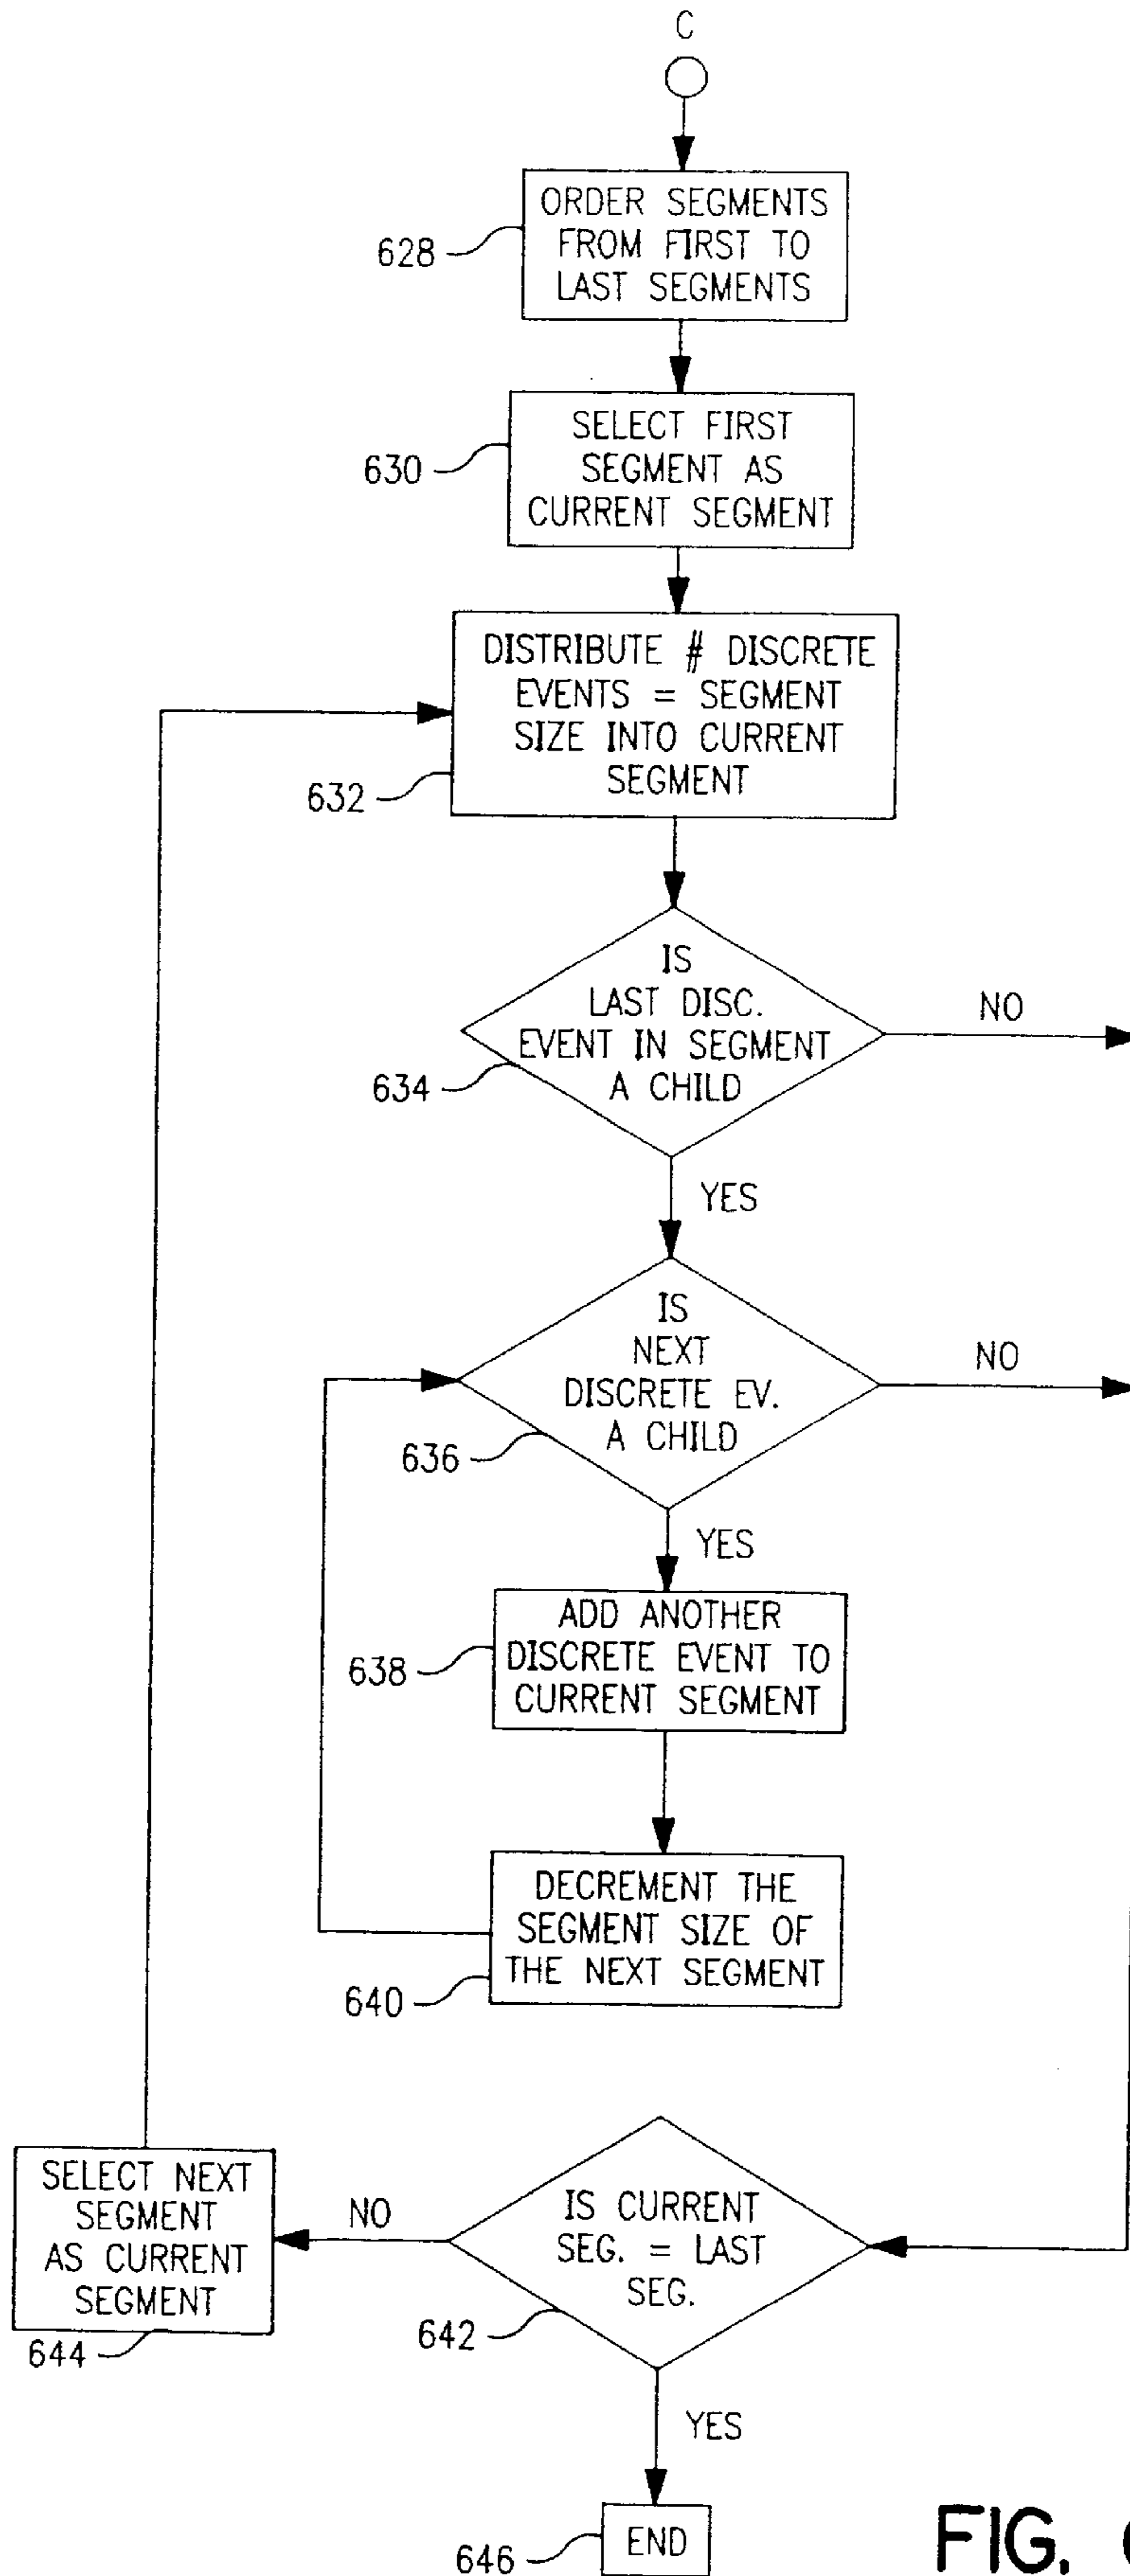 C
ORDER SEGMENTS
FROM FIRST TO
LAST SEGMENTS
628
SELECT FIRST
SEGMENT AS
CURRENT SEGMENT
630
DISTRIBUTE # DISCRETE
EVENTS = SEGMENT
SIZE INTO CURRENT
SEGMENT
632
IS
LAST DISC.
EVENT IN SEGMENT
A CHILD
NO
634
YES
IS
NEXT
DISCRETE EV.
A CHILD
NO
636
YES
ADD ANOTHER
DISCRETE EVENT TO
CURRENT SEGMENT
638
DECREMENT THE
SEGMENT SIZE OF
THE NEXT SEGMENT
640
SELECT NEXT
SEGMENT
AS CURRENT
SEGMENT
644
NO
IS CURRENT
SEG. = LAST
SEG.
642
YES
END
646
FIG.